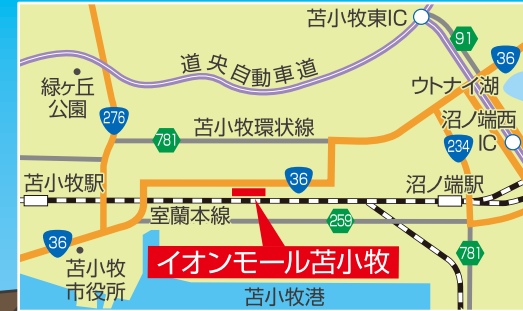 苫小牧東IC
91
36
道央自動車道
緑ヶ丘
公園
ウトナイ湖
276
沼ノ端西
IC
苫小牧環状線
781
234
苫小牧駅
36
沼ノ端駅
室蘭本線
259
36
イオンモール苫小牧
781
苫小牧
市役所
苫小牧港